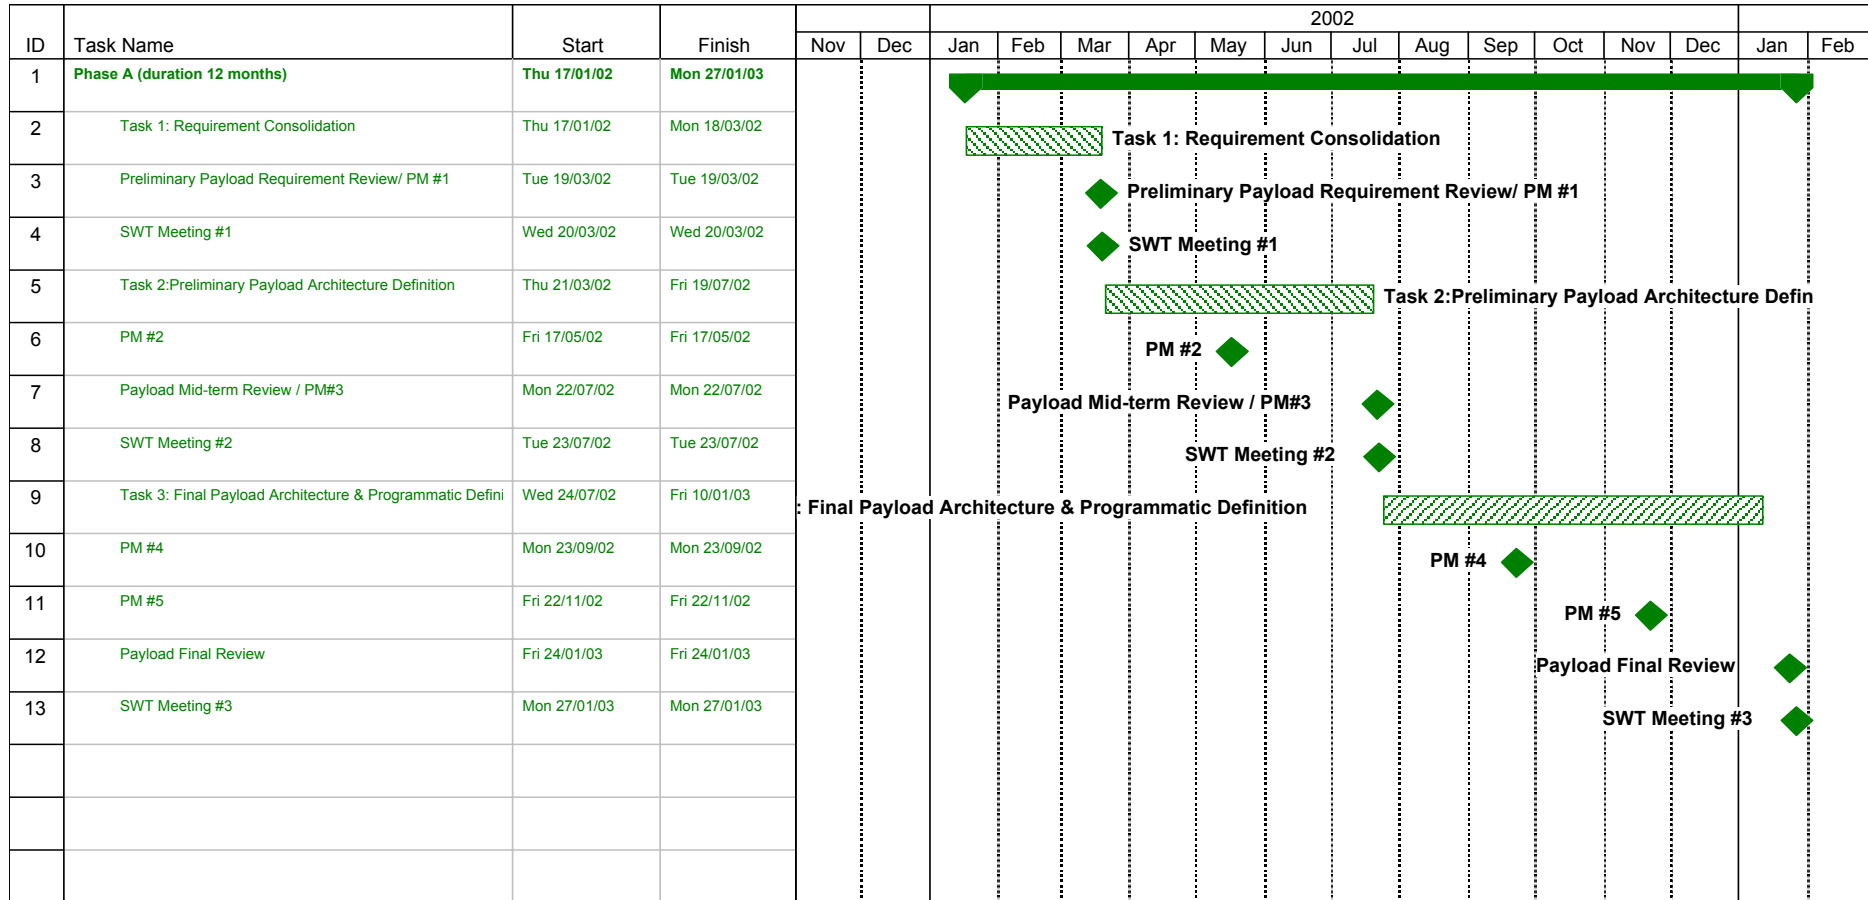 2002
ID Task Name Start Finish Nov Dec Jan Feb Mar Apr May Jun Jul Aug Sep Oct Nov Dec Jan Feb
1 Phase A (duration 12 months) Thu 17/01/02 Mon 27/01/03
2 Task 1: Requirement Consolidation Thu 17/01/02 Mon 18/03/02 Task 1: Requirement Consolidation
3 Preliminary Payload Requirement Review/ PM #1 Tue 19/03/02 Tue 19/03/02 Preliminary Payload Requirement Review/ PM #1
4 SWT Meeting #1 Wed 20/03/02 Wed 20/03/02 SWT Meeting #1
5 Task 2:Preliminary Payload Architecture Definition Thu 21/03/02 Fri 19/07/02 Task 2:Preliminary Payload Architecture Defin
6 PM #2 Fri 17/05/02 Fri 17/05/02 PM #2
7 Payload Mid-term Review / PM#3 Mon 22/07/02 Mon 22/07/02 Payload Mid-term Review / PM#3
8 SWT Meeting #2 Tue 23/07/02 Tue 23/07/02 SWT Meeting #2
9 Task 3: Final Payload Architecture & Programmatic Defini Wed 24/07/02 Fri 10/01/03 : Final Payload Architecture & Programmatic Definition
10 PM #4 Mon 23/09/02 Mon 23/09/02 PM #4
11 PM #5 Fri 22/11/02 Fri 22/11/02 PM #5
12 Payload Final Review Fri 24/01/03 Fri 24/01/03 Payload Final Review
13 SWT Meeting #3 Mon 27/01/03 Mon 27/01/03 SWT Meeting #3